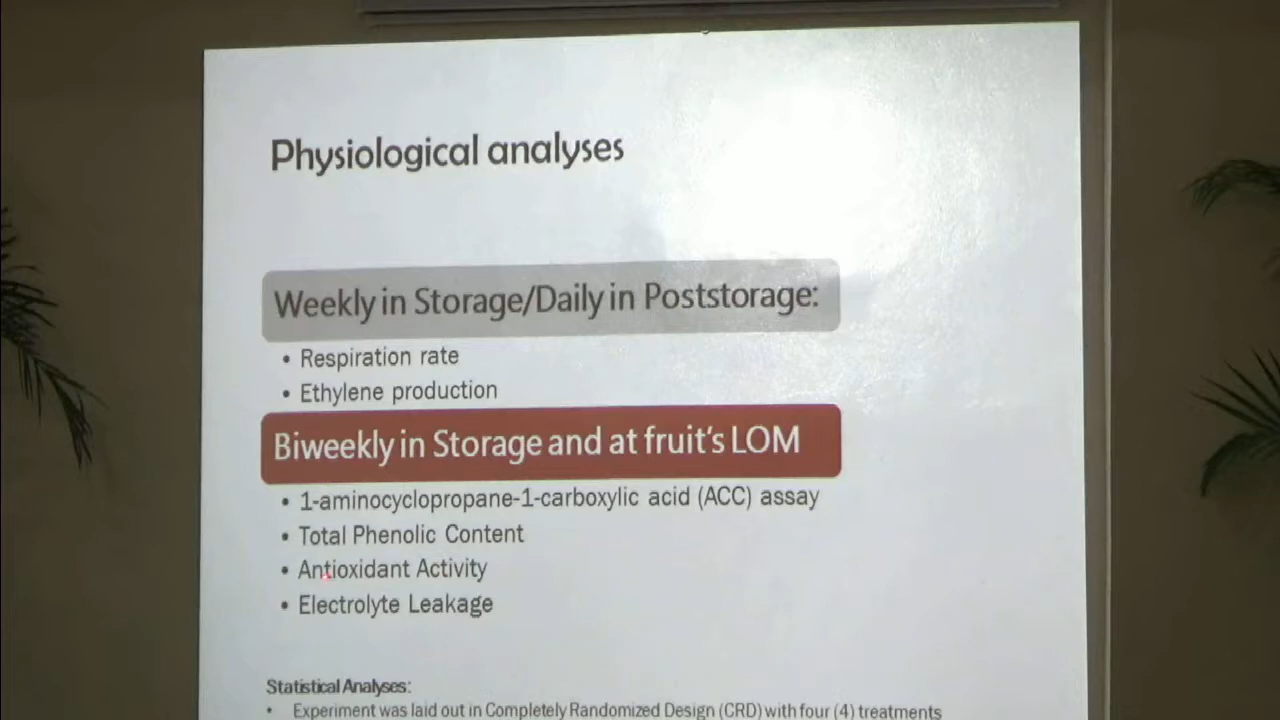 Physiological analyses
Weekly in Storage/Daily in Poststorage:
• Respiration rate
• Ethylene production
Biweekly in Storage and at fruit's LOM
• 1-aminocyclopropane-1-carboxylic acid (ACC) assay
• Total Phenolic Content
• Antioxidant Activity
• Electrolyte Leakage
Statistical Analyses:
• Experiment was laid out in Completely Randomized Design (CRD) with four (4) treatments